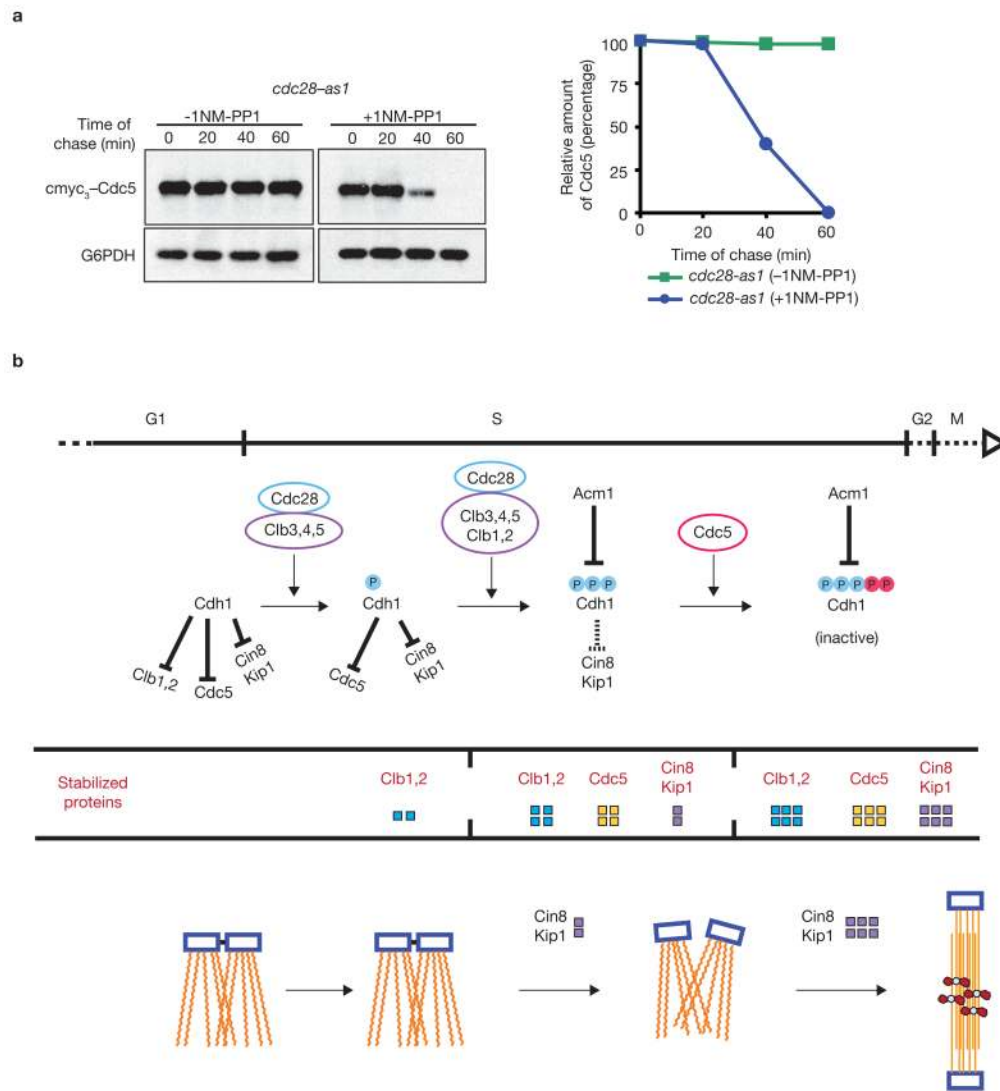 a
cdc28–as1
-1NM-PP1
+1NM-PP1
Time of
chase (min)
0 20 40 60
0 20 40 60
cmyc3–Cdc5
G6PDH
Relative amount
of Cdc5 (percentage)
100
75
50
25
0
0 20 40 60
Time of chase (min)
cdc28-as1 (–1NM-PP1)
cdc28-as1 (+1NM-PP1)
b
G1 S G2 M
Cdc28
Clb3,4,5
Cdc28
Clb3,4,5
Clb1,2
Acm1
Cdc5
Acm1
P
P P P
P P P P P
Cdh1
Cdh1
Cdh1
Cdh1
(inactive)
Clb1,2
Cdc5
Cin8
Kip1
Cdc5
Cin8
Kip1
Cin8
Kip1
Stabilized
proteins
Clb1,2
Clb1,2
Cdc5
Cin8
Kip1
Clb1,2
Cdc5
Cin8
Kip1
Cin8
Kip1
Cin8
Kip1